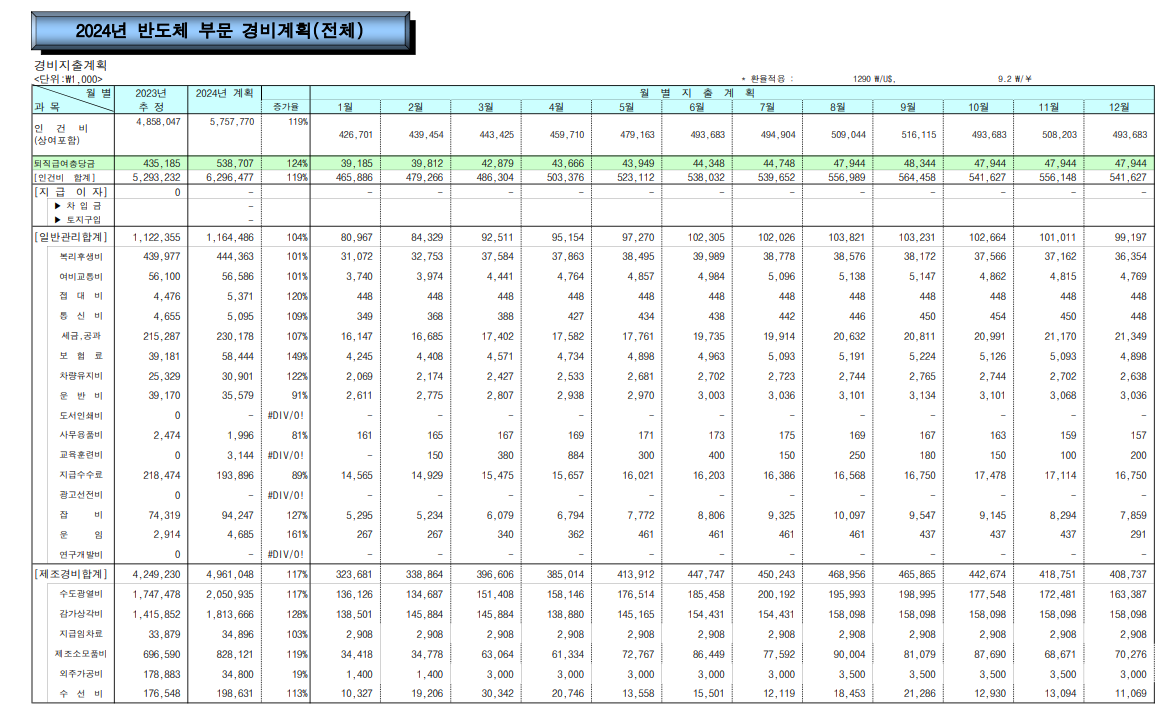 2024년 반도체 부문 경비계획(전체)
경비지출계획
<단위:₩1,000> * 환율적용 : 1290 ₩/U$, 9.2 ₩/￥
월 별 2023년 2024년 계획 월 별 지 출 계 획
과 목 추 정 증가율 1월 2월 3월 4월 5월 6월 7월 8월 9월 10월 11월 12월
인 건 비 4,858,047 5,757,770 119% 426,701 439,454 443,425 459,710 479,163 493,683 494,904 509,044 516,115 493,683 508,203 493,683
(상여포함)
퇴직급여충당금 435,185 538,707 124% 39,185 39,812 42,879 43,666 43,949 44,348 44,748 47,944 48,344 47,944 47,944 47,944
[인건비 합계] 5,293,232 6,296,477 119% 465,886 479,266 486,304 503,376 523,112 538,032 539,652 556,989 564,458 541,627 556,148 541,627
[지 급 이 자] 0 - - - - - - - - - - - - -
▶ 차 입 금 -
▶ 토지구입 -
[일반관리합계] 1,122,355 1,164,486 104% 80,967 84,329 92,511 95,154 97,270 102,305 102,026 103,821 103,231 102,664 101,011 99,197
복리후생비 439,977 444,363 101% 31,072 32,753 37,584 37,863 38,495 39,989 38,778 38,576 38,172 37,566 37,162 36,354
여비교통비 56,100 56,586 101% 3,740 3,974 4,441 4,764 4,857 4,984 5,096 5,138 5,147 4,862 4,815 4,769
접 대 비 4,476 5,371 120% 448 448 448 448 448 448 448 448 448 448 448 448
통 신 비 4,655 5,095 109% 349 368 388 427 434 438 442 446 450 454 450 448
세금,공과 215,287 230,178 107% 16,147 16,685 17,402 17,582 17,761 19,735 19,914 20,632 20,811 20,991 21,170 21,349
보 험 료 39,181 58,444 149% 4,245 4,408 4,571 4,734 4,898 4,963 5,093 5,191 5,224 5,126 5,093 4,898
차량유지비 25,329 30,901 122% 2,069 2,174 2,427 2,533 2,681 2,702 2,723 2,744 2,765 2,744 2,702 2,638
운 반 비 39,170 35,579 91% 2,611 2,775 2,807 2,938 2,970 3,003 3,036 3,101 3,134 3,101 3,068 3,036
도서인쇄비 0 - #DIV/0! - - - - - - - - - - - -
사무용품비 2,474 1,996 81% 161 165 167 169 171 173 175 169 167 163 159 157
교육훈련비 0 3,144 #DIV/0! - 150 380 884 300 400 150 250 180 150 100 200
지급수수료 218,474 193,896 89% 14,565 14,929 15,475 15,657 16,021 16,203 16,386 16,568 16,750 17,478 17,114 16,750
광고선전비 0 - #DIV/0! - - - - - - - - - - - -
잡 비 74,319 94,247 127% 5,295 5,234 6,079 6,794 7,772 8,806 9,325 10,097 9,547 9,145 8,294 7,859
운 임 2,914 4,685 161% 267 267 340 362 461 461 461 461 437 437 437 291
연구개발비 0 - #DIV/0! - - - - - - - - - - - -
[제조경비합계] 4,249,230 4,961,048 117% 323,681 338,864 396,606 385,014 413,912 447,747 450,243 468,956 465,865 442,674 418,751 408,737
수도광열비 1,747,478 2,050,935 117% 136,126 134,687 151,408 158,146 176,514 185,458 200,192 195,993 198,995 177,548 172,481 163,387
감가상각비 1,415,852 1,813,666 128% 138,501 145,884 145,884 138,880 145,165 154,431 154,431 158,098 158,098 158,098 158,098 158,098
지급임차료 33,879 34,896 103% 2,908 2,908 2,908 2,908 2,908 2,908 2,908 2,908 2,908 2,908 2,908 2,908
제조소모품비 696,590 828,121 119% 34,418 34,778 63,064 61,334 72,767 86,449 77,592 90,004 81,079 87,690 68,671 70,276
외주가공비 178,883 34,800 19% 1,400 1,400 3,000 3,000 3,000 3,000 3,000 3,500 3,500 3,500 3,500 3,000
수 선 비 176,548 198,631 113% 10,327 19,206 30,342 20,746 13,558 15,501 12,119 18,453 21,286 12,930 13,094 11,069